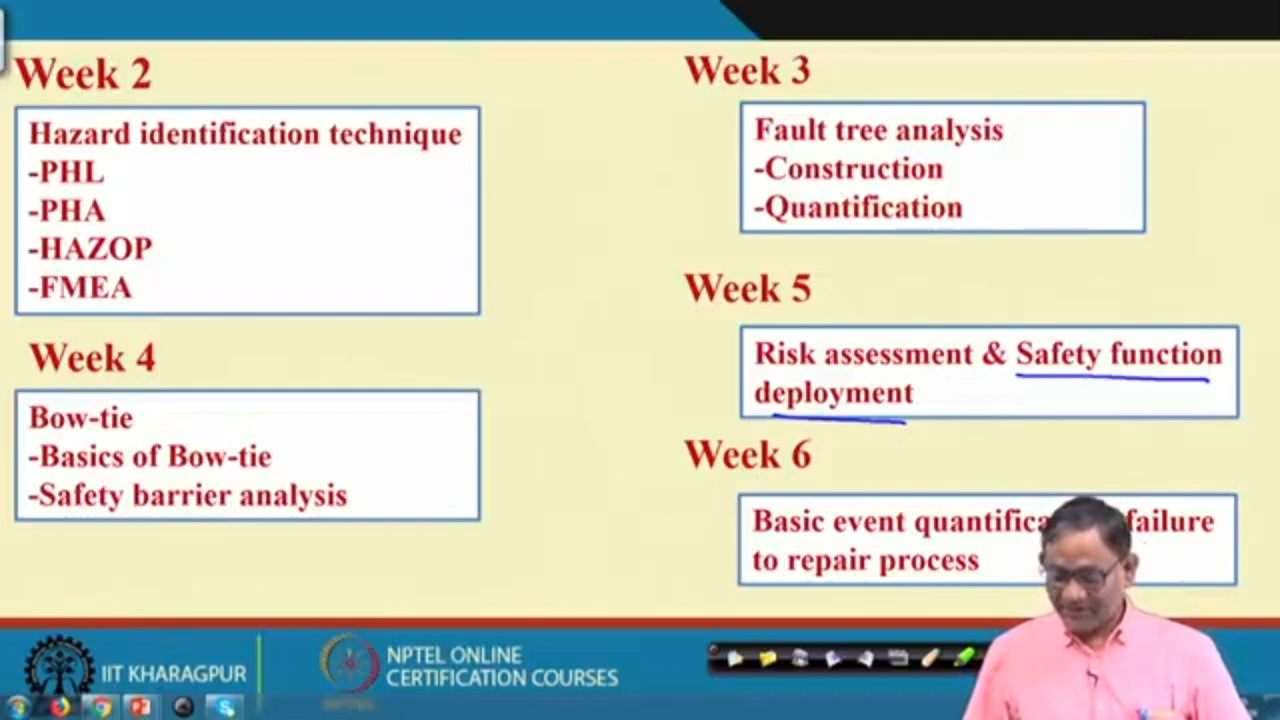 Week 2
Hazard identification technique
-PHL
-PHA
-HAZOP
-FMEA
Week 3
Fault tree analysis
-Construction
-Quantification
Week 4
Bow-tie
-Basics of Bow-tie
-Safety barrier analysis
Week 5
Risk assessment & Safety function
deployment
Week 6
Basic event failure
to repair process
IIT KHARAGPUR
NPTEL ONLINE
CERTIFICATION COURSES